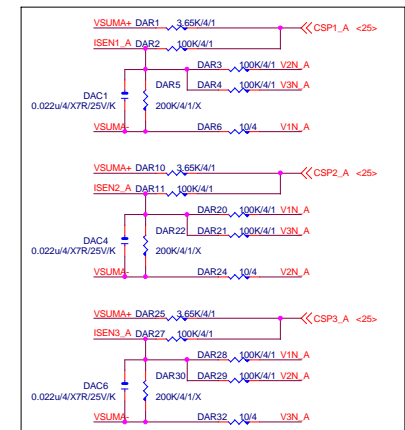 VSUMA+ DAR1 3.65K/4/1 CSP1_A <25>
ISEN1_A DAR2 100K/4/1
DAR3 100K/4/1 V2N_A
DAC1 DAR5 DAR4 100K/4/1 V3N_A
0.022u/4/X7R/25V/K 200K/4/1/X
VSUMA- DAR6 10/4 V1N_A
VSUMA+ DAR10 3.65K/4/1 CSP2_A <25>
ISEN2_A DAR11 100K/4/1
DAR20 100K/4/1 V1N_A
DAC4 DAR22 DAR21 100K/4/1 V3N_A
0.022u/4/X7R/25V/K 200K/4/1/X
VSUMA- DAR24 10/4 V2N_A
VSUMA+ DAR25 3.65K/4/1 CSP3_A <25>
ISEN3_A DAR27 100K/4/1
DAR28 100K/4/1 V1N_A
DAC6 DAR30 DAR29 100K/4/1 V2N_A
0.022u/4/X7R/25V/K 200K/4/1/X
VSUMA- DAR32 10/4 V3N_A